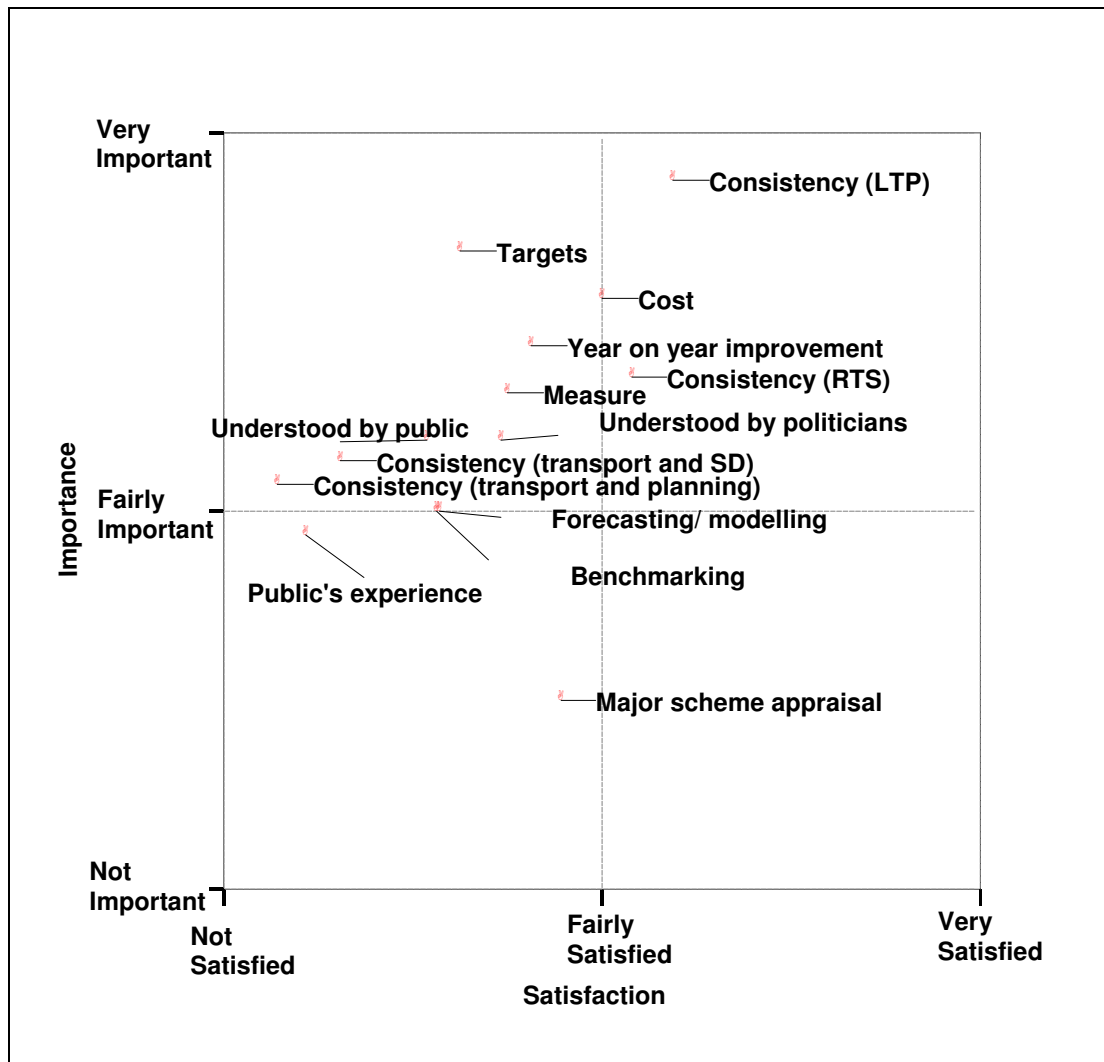 Very
Important
Consistency (LTP)
Targets
Cost
Year on year improvement
Consistency (RTS)
Measure
Understood by public
Understood by politicians
Consistency (transport and SD)
Consistency (transport and planning)
Fairly
Important
Importance
Forecasting/ modelling
Benchmarking
Public's experience
Major scheme appraisal
Not
Important
Not
Satisfied
Fairly
Satisfied
Very
Satisfied
Satisfaction